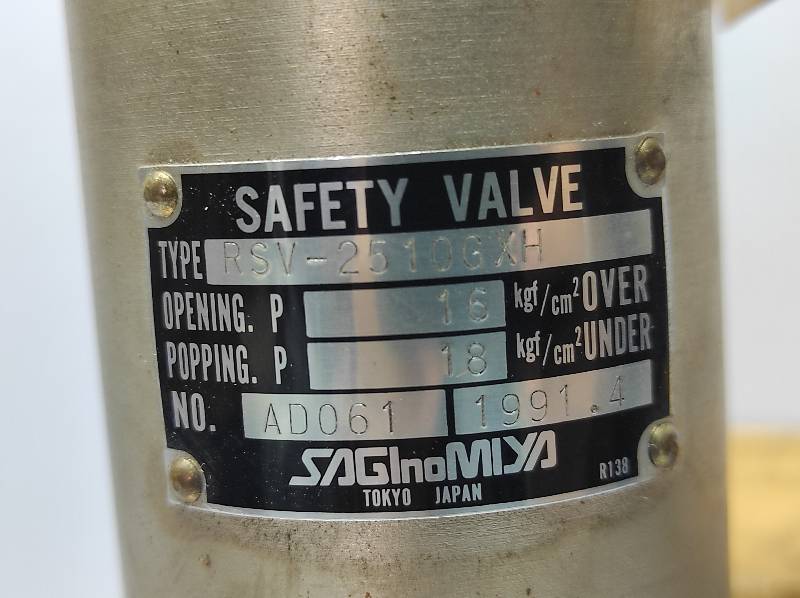 SAFETY VALVE
TYPE RSV-2510GXH
OPENING. P 16 kgf/cm² OVER
POPPING. P 18 kgf/cm² UNDER
NO. AD061 1991.4
SAGInoMIYA
TOKYO JAPAN
R138